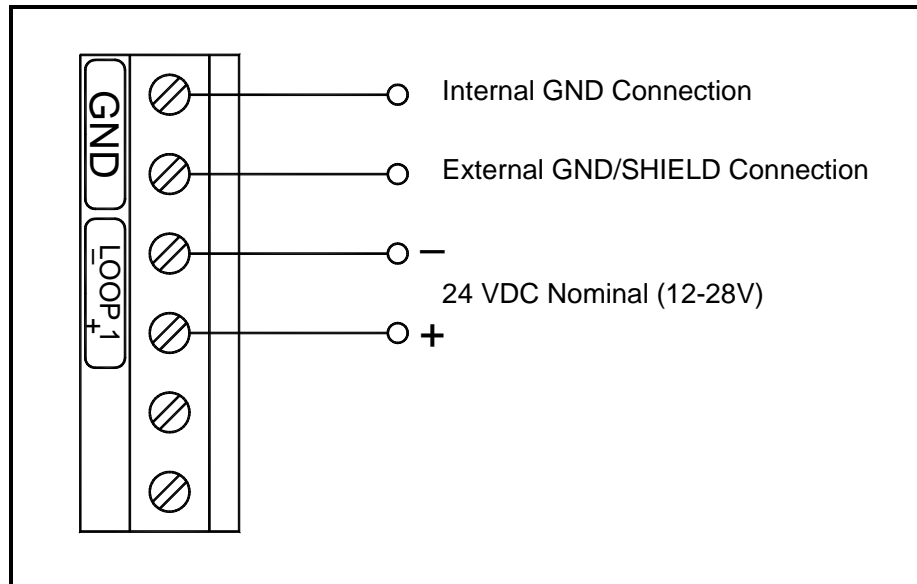 GND
Internal GND Connection
External GND/SHIELD Connection
LOOP 1
− +
−
24 VDC Nominal (12-28V)
+